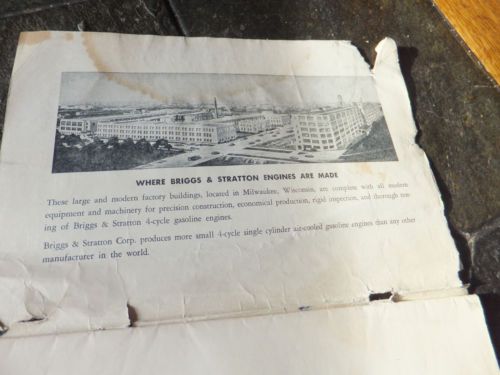 WHERE BRIGGS & STRATTON ENGINES ARE MADE
These large and modern factory buildings, located in Milwaukee, Wisconsin, are complete with all modern
equipment and machinery for precision construction, economical production, rigid inspection, and thorough test-
ing of Briggs & Stratton 4-cycle gasoline engines.
Briggs & Stratton Corp. produces more small 4-cycle single cylinder air-cooled gasoline engines than any other
manufacturer in the world.